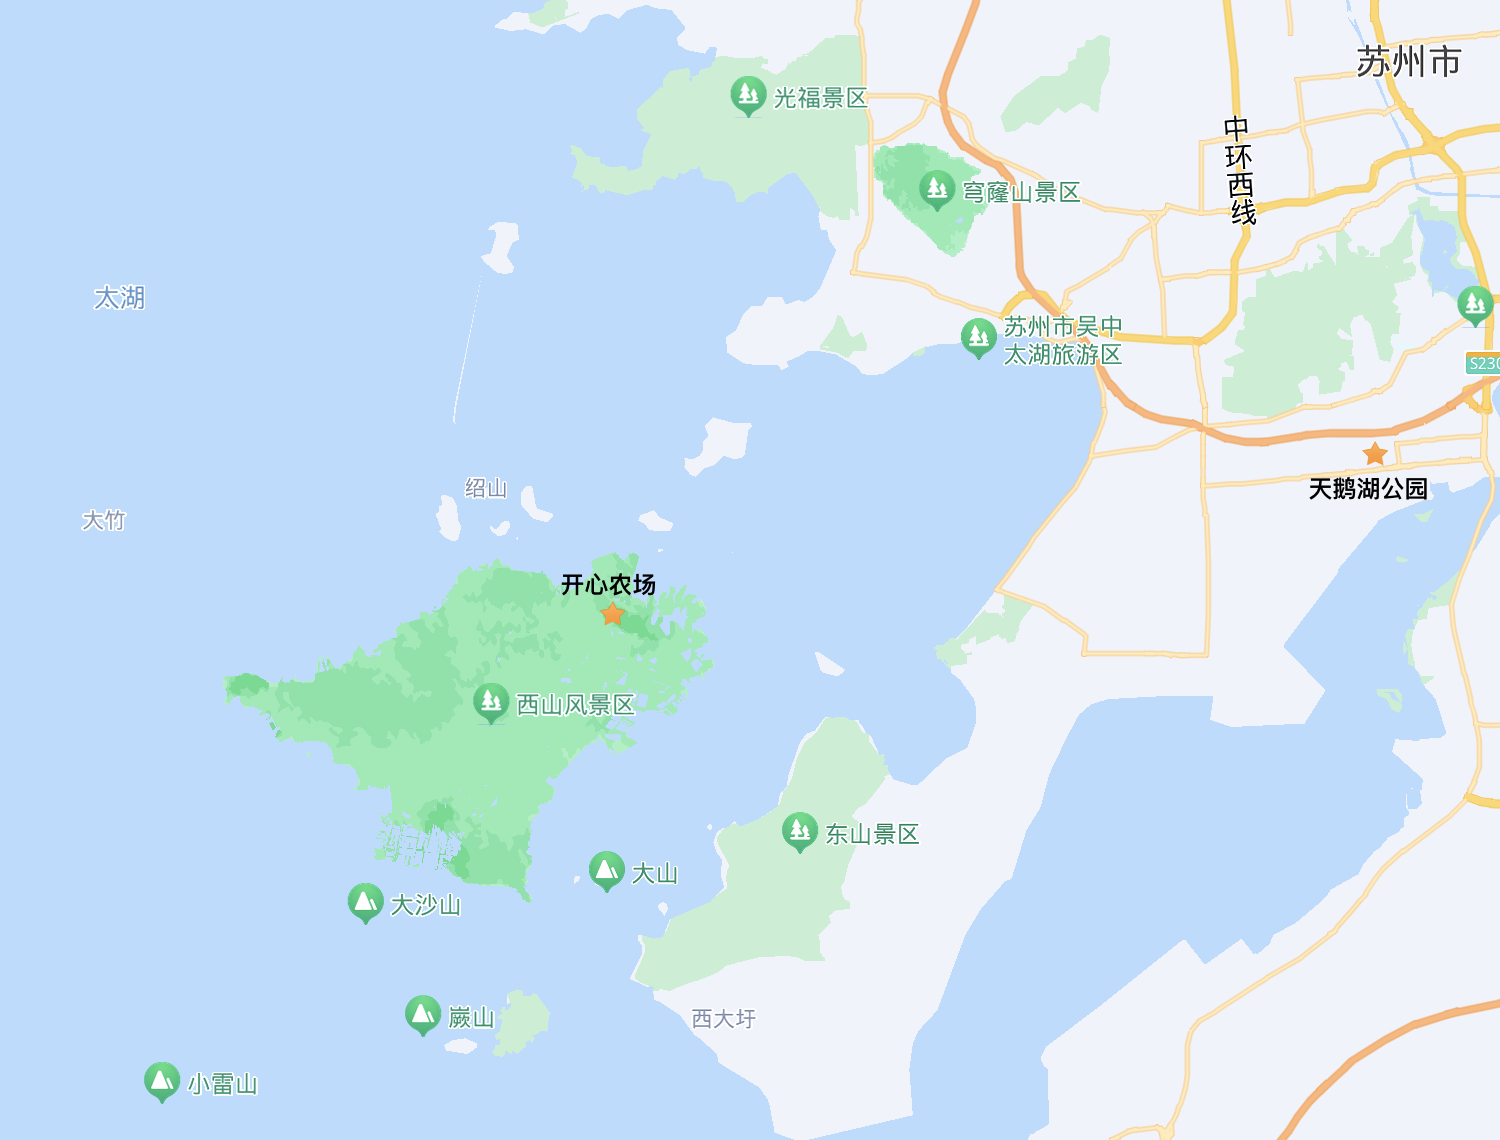 苏州市
光福景区
中环西线
穹窿山景区
太湖
苏州市吴中
太湖旅游区
S230
绍山
天鹅湖公园
大竹
开心农场
西山风景区
东山景区
大山
大沙山
嶡山
西大圩
小雷山